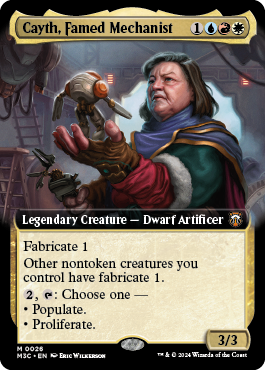 Cayth, Famed Mechanist 1
Legendary Creature — Dwarf Artificer
Fabricate 1
Other nontoken creatures you
control have fabricate 1.
2, : Choose one —
• Populate.
• Proliferate.
3/3
M 0026
M3C • EN ERIC WILKERSON
™ & © 2024 Wizards of the Coast